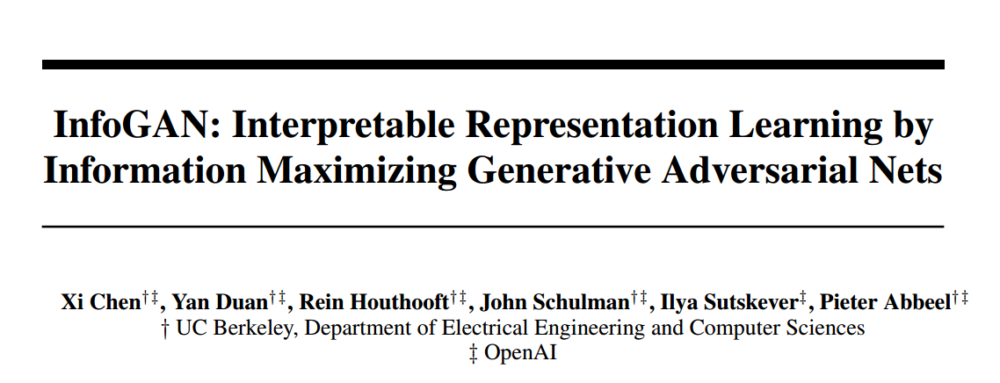 InfoGAN: Interpretable Representation Learning by
Information Maximizing Generative Adversarial Nets
Xi Chen†‡, Yan Duan†‡, Rein Houthooft†‡, John Schulman†‡, Ilya Sutskever‡, Pieter Abbeel†‡
† UC Berkeley, Department of Electrical Engineering and Computer Sciences
‡ OpenAI